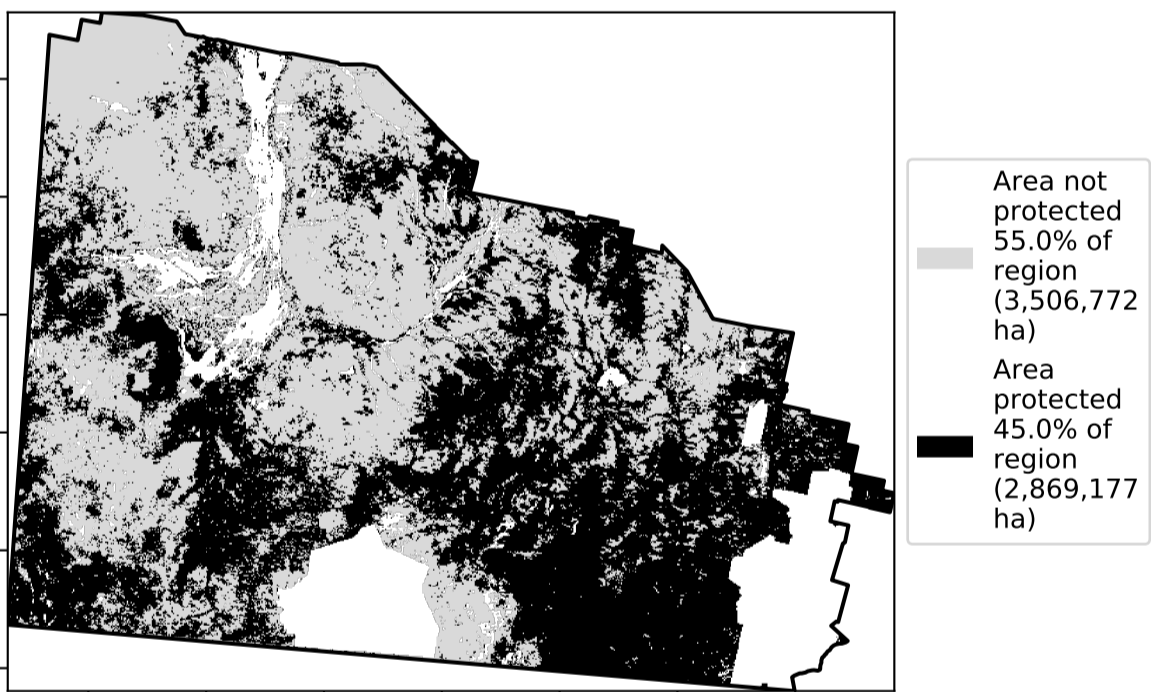 Area not
protected
55.0% of
region
(3,506,772
ha)
Area
protected
45.0% of
region
(2,869,177
ha)